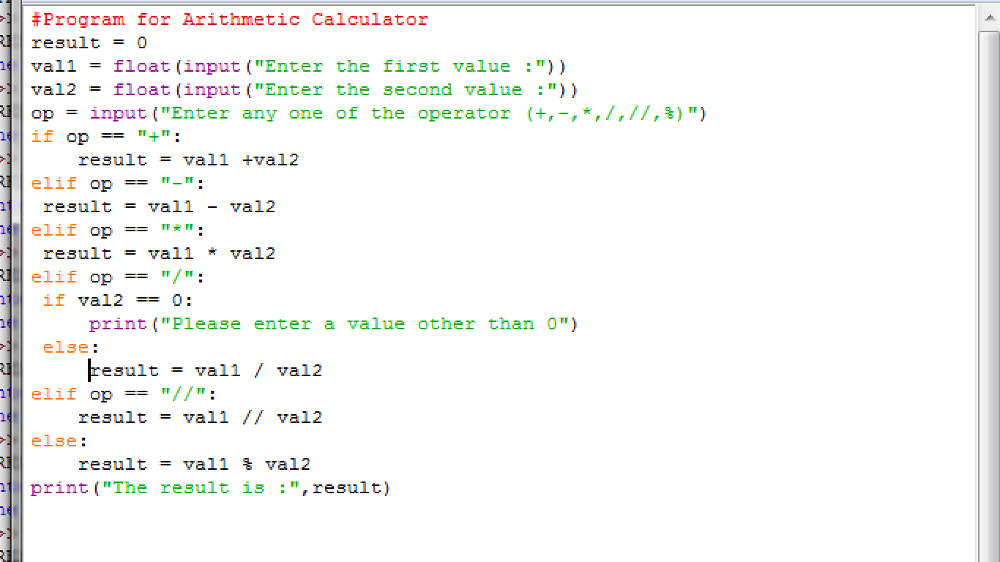 #Program for Arithmetic Calculator
result = 0
val1 = float(input("Enter the first value :"))
val2 = float(input("Enter the second value :"))
op = input("Enter any one of the operator (+,-,*,/,//,%)")
if op == "+":
    result = val1 +val2
elif op == "-":
 result = val1 - val2
elif op == "*":
 result = val1 * val2
elif op == "/":
 if val2 == 0:
     print("Please enter a value other than 0")
 else:
     result = val1 / val2
elif op == "//":
    result = val1 // val2
else:
    result = val1 % val2
print("The result is :",result)